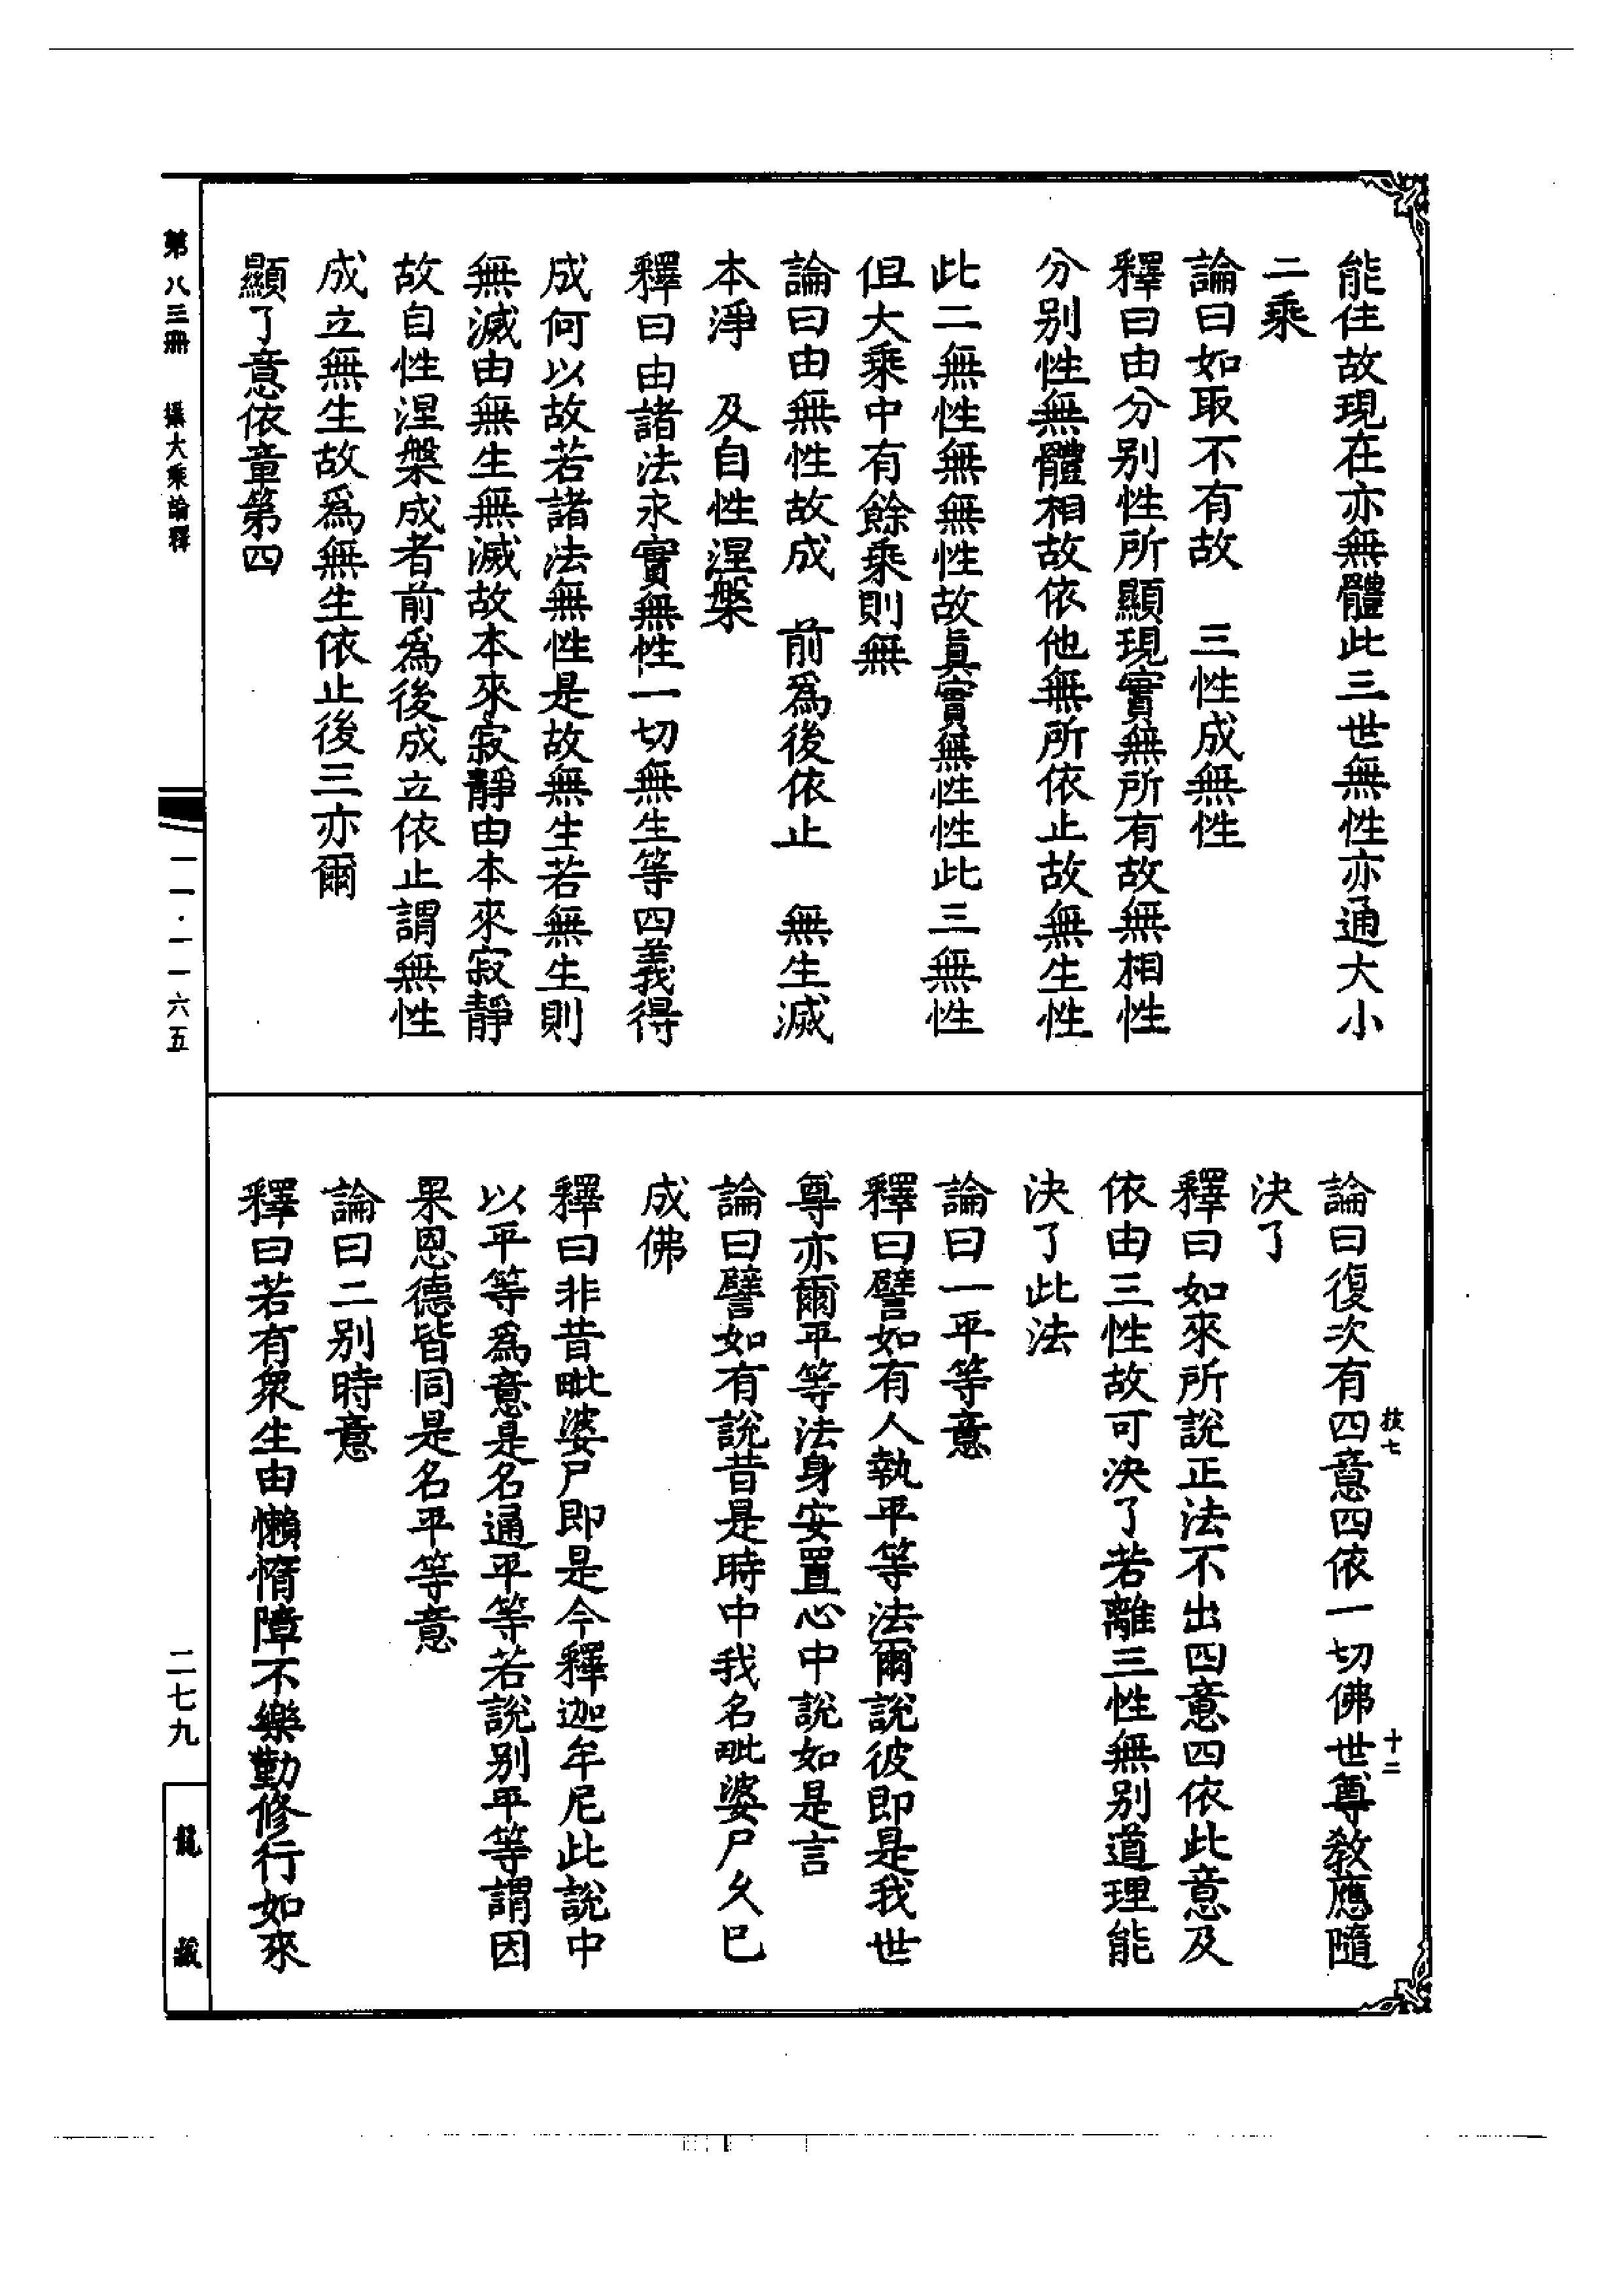 能住故現在亦無體此三世無性亦通大小
二乘
論曰如取不有故　三性成無性
釋曰由分别性所顯現實無所有故無相性
分别性無體相故依他無所依止故無生性
此二無性無無性故真實無性性此三無性
但大乘中有餘乘則無
論曰由無性故成　前爲後依止　無生滅
本淨　及自性涅槃
釋曰由諸法永實無性一切無生等四義得
成何以故若諸法無性是故無生若無生則
無滅由無生無滅故本來寂靜由本來寂靜
故自性涅槃成者前爲後成立依止謂無性
成立無生故爲無生依止後三亦爾
顯了意依章第四
論曰復次有四意四依一切佛世尊教應隨
決了
釋曰如來所說正法不出四意四依此意及
依由三性故可决了若離三性無别道理能
決了此法
論曰一平等意
釋曰譬如有人執平等法爾說彼即是我世
尊亦爾平等法身安置心中說如是言
論曰譬如有說昔是時中我名毗婆尸久已
成佛
釋曰非昔毗婆尸即是今釋迦牟尼此說中
以平等爲意是名通平等若說别平等謂因
果恩德皆同是名平等意
論曰二别時意
釋曰若有衆生由懶惰障不樂勤修行如來
技七
十二
第八三冊　攝大乘論釋
一一·一一六五
二七九
龍藏